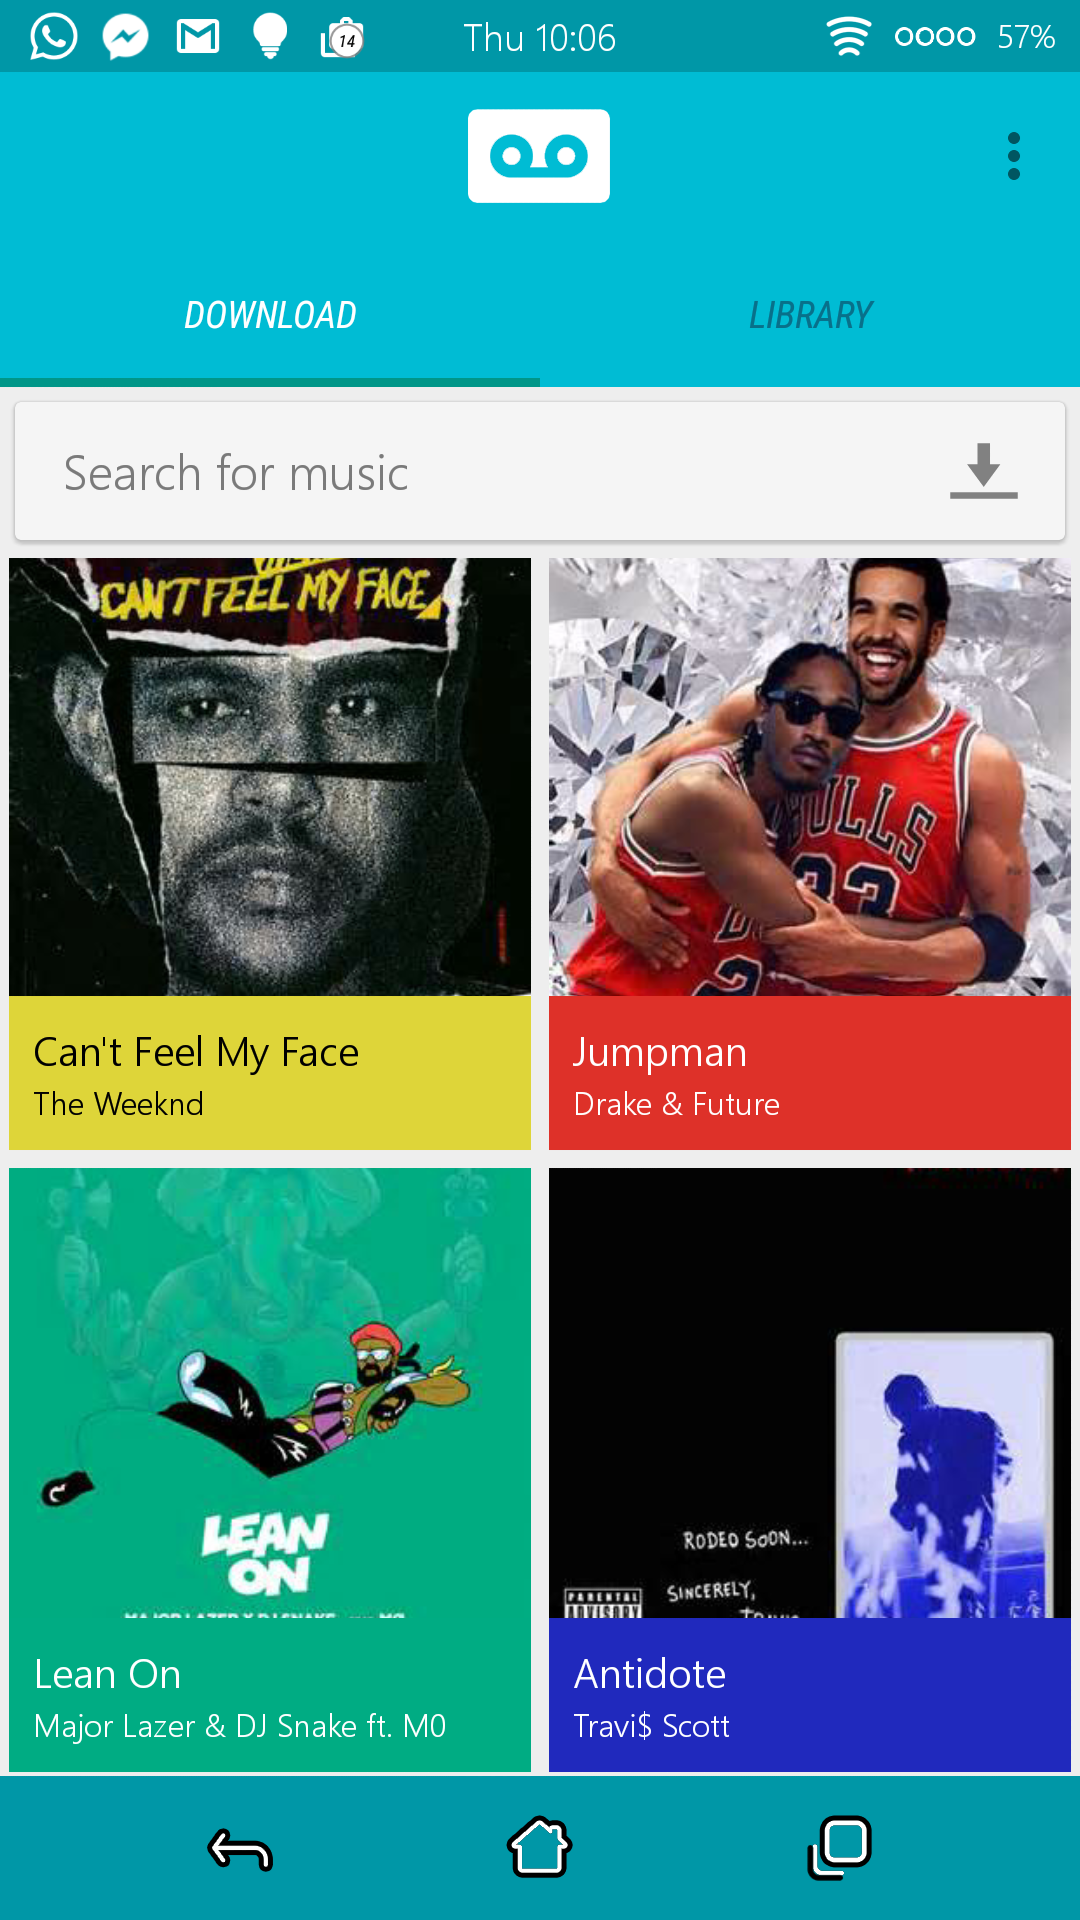 14
Thu 10:06
57%
DOWNLOAD
LIBRARY
Search for music
CAN'T FEEL MY FACE
BULLS
33
2
Can't Feel My Face
The Weeknd
Jumpman
Drake & Future
LEAN
ON
RODEO SOON...
SINCERELY,
PARENTAL
ADVISORY
Lean On
Major Lazer & DJ Snake ft. M0
Antidote
Travi$ Scott